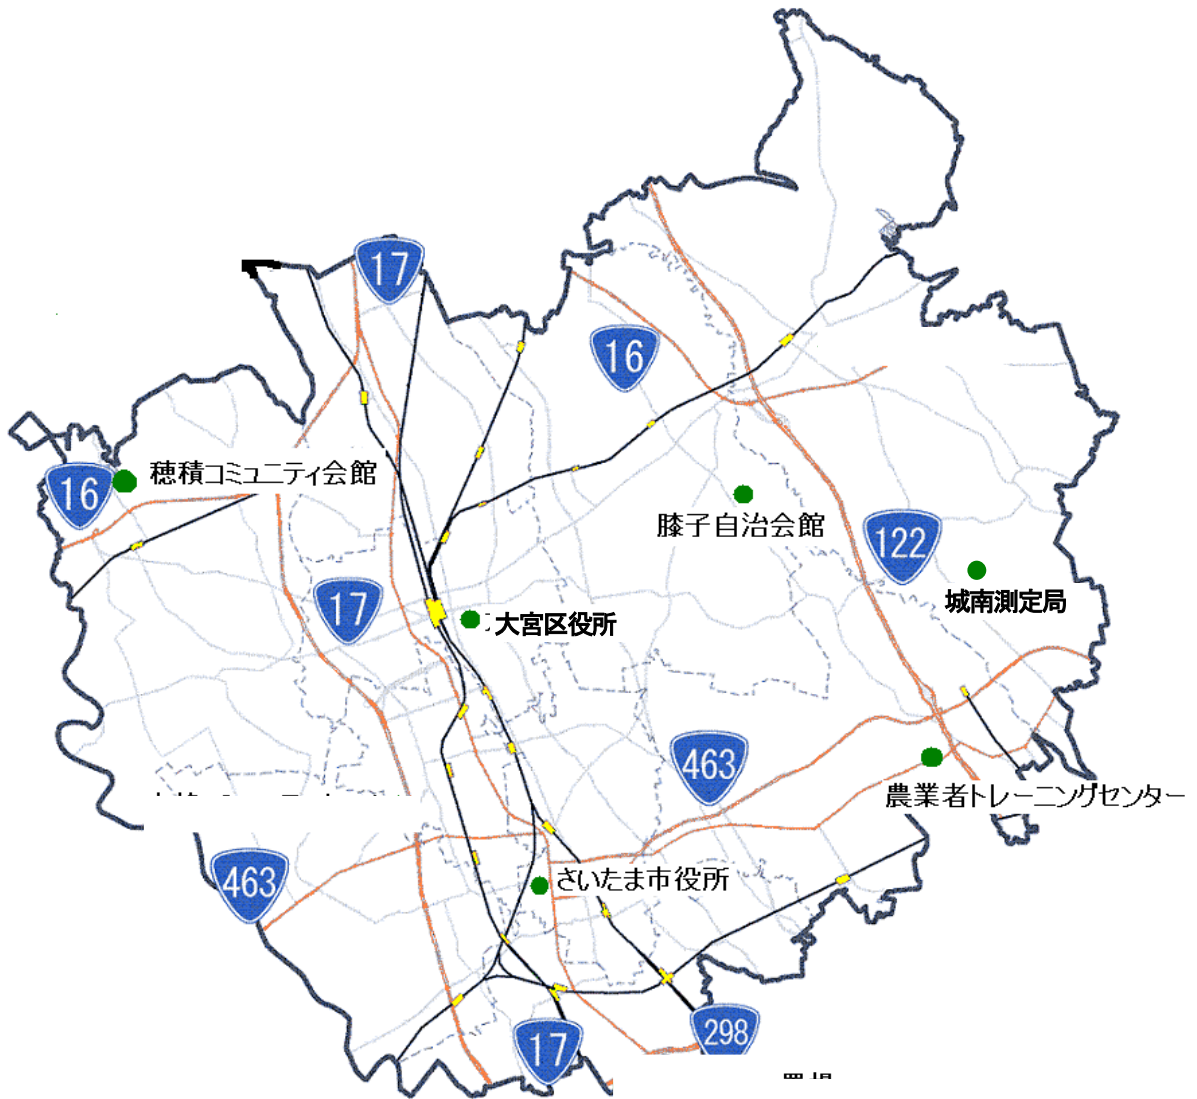 17
16
穂積コミュニティ会館
16
膝子自治会館
122
17
城南測定局
大宮区役所
463
農業者トレーニングセンター
463
さいたま市役所
298
17